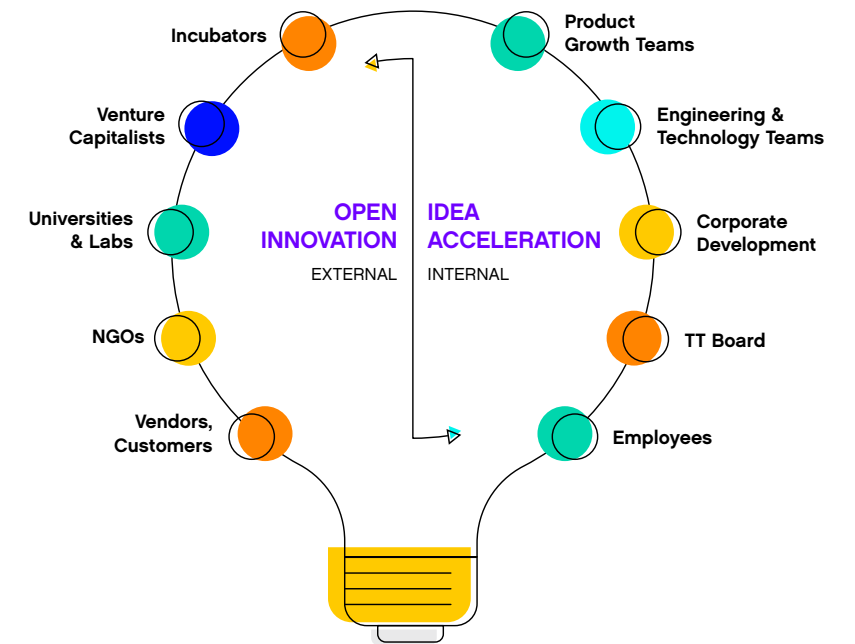 Incubators
Venture
Capitalists
Universities
& Labs
NGOs
Vendors,
Customers
OPEN
INNOVATION
EXTERNAL
IDEA
ACCELERATION
INTERNAL
Product
Growth Teams
Engineering &
Technology Teams
Corporate
Development
TT Board
Employees